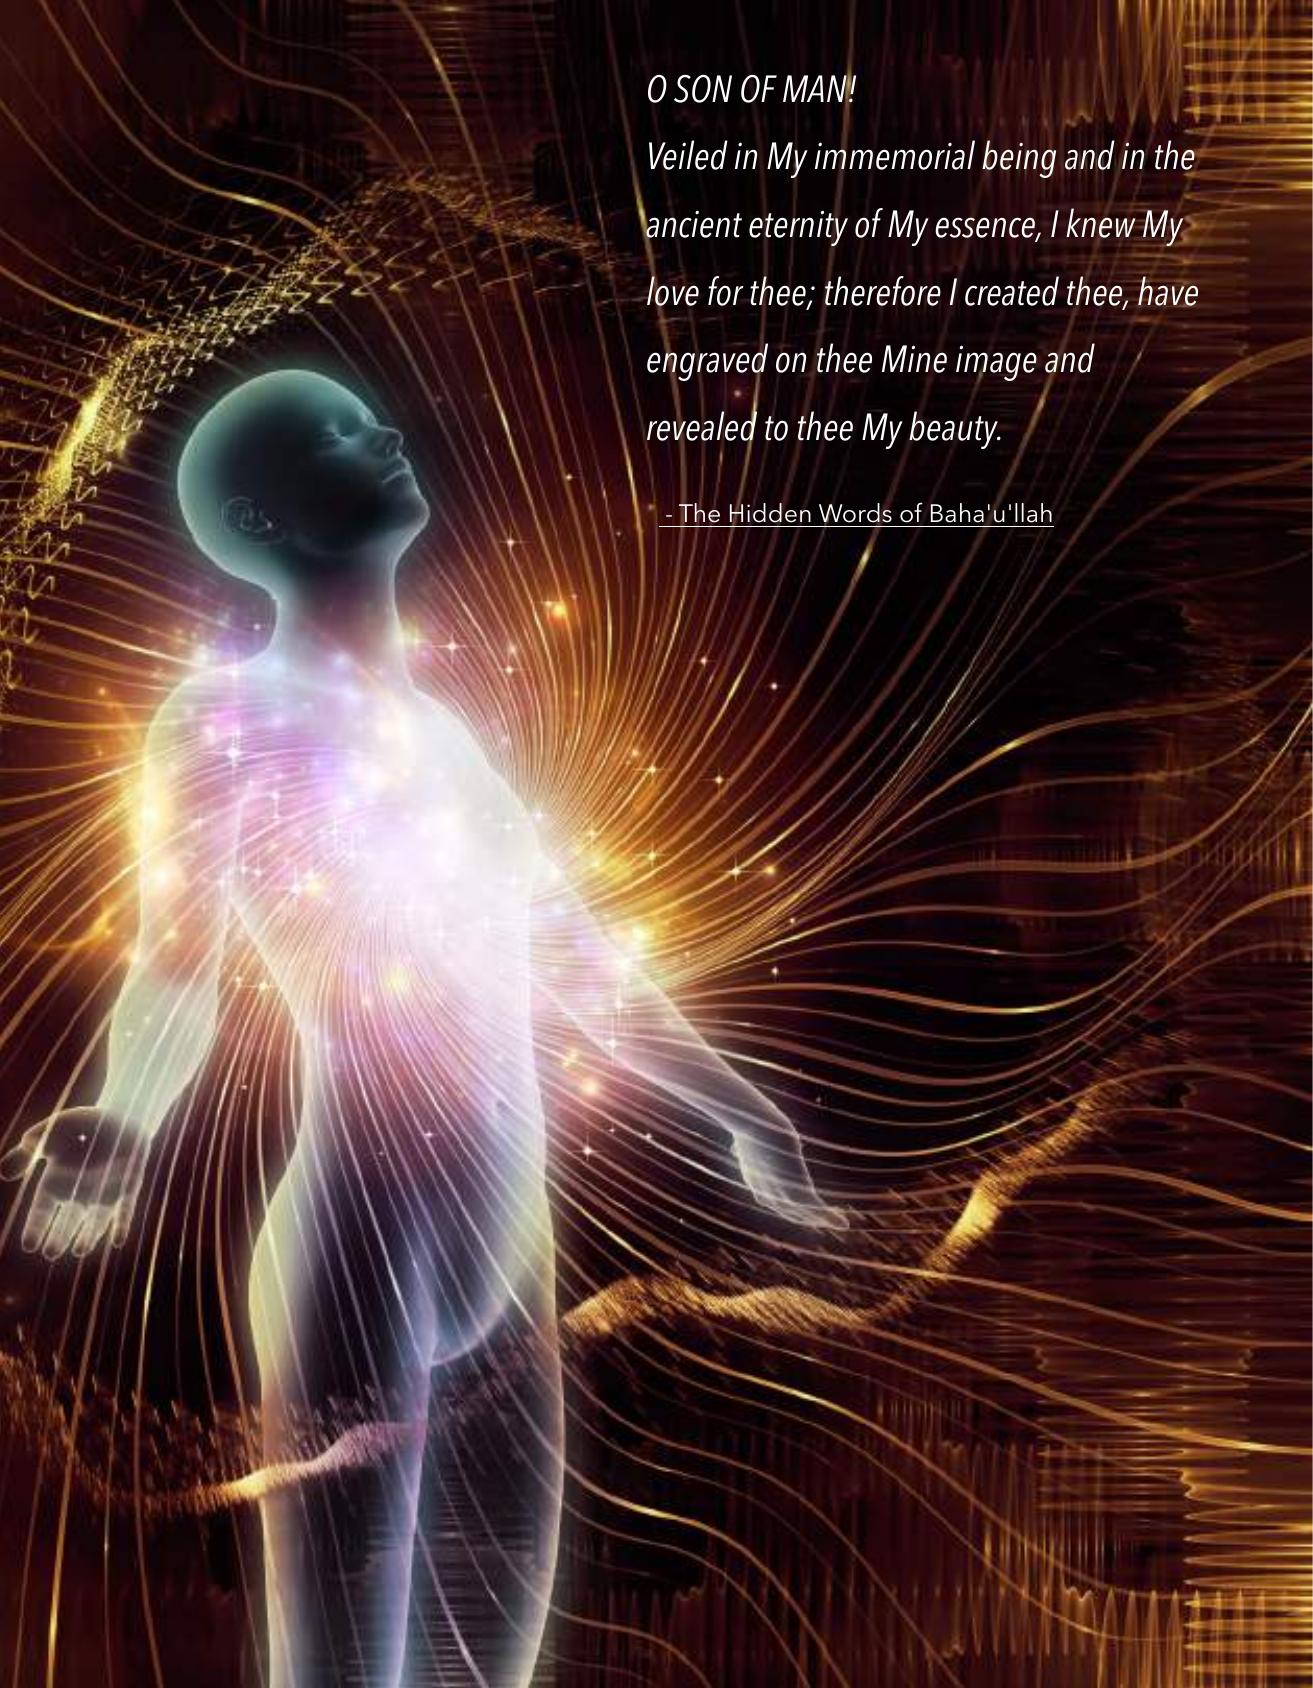 O SON OF MAN!
Veiled in My immemorial being and in the
ancient eternity of My essence, I knew My
love for thee; therefore I created thee, have
engraved on thee Mine image and
revealed to thee My beauty.
- The Hidden Words of Baha'u'llah